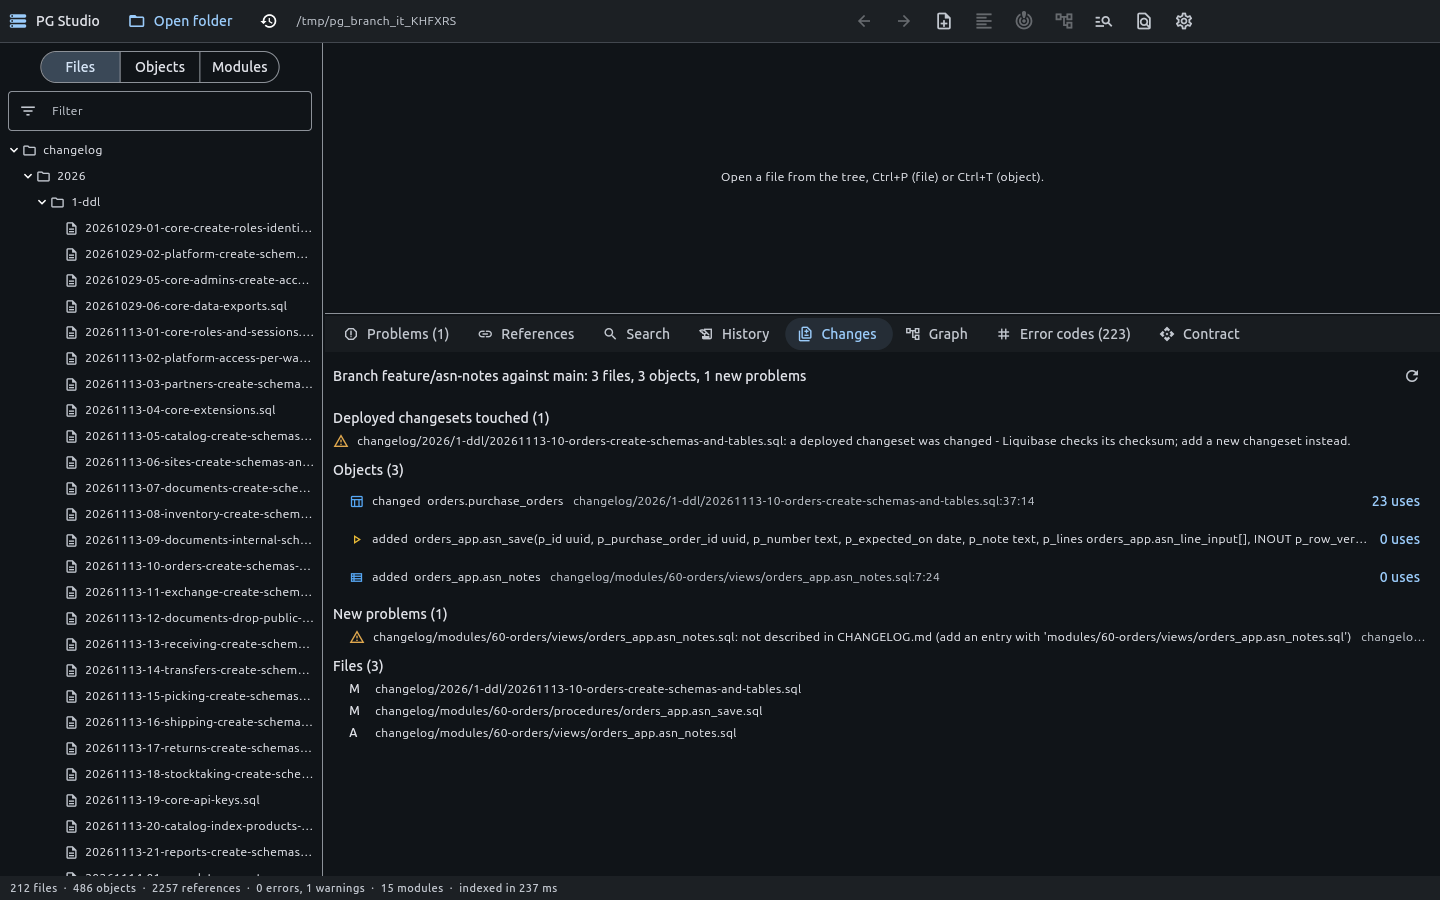 PG Studio
Open folder
/tmp/pg_branch_it_KHFXRS
Files
Objects
Modules
Filter
changelog
2026
1-ddl
20261029-01-core-create-roles-identi...
20261029-02-platform-create-schem...
20261029-05-core-admins-create-acc...
20261029-06-core-data-exports.sql
20261113-01-core-roles-and-sessions....
20261113-02-platform-access-per-wa...
20261113-03-partners-create-schema...
20261113-04-core-extensions.sql
20261113-05-catalog-create-schemas...
20261113-06-sites-create-schemas-an...
20261113-07-documents-create-sche...
20261113-08-inventory-create-schem...
20261113-09-documents-internal-sch...
20261113-10-orders-create-schemas-...
20261113-11-exchange-create-schem...
20261113-12-documents-drop-public-...
20261113-13-receiving-create-schem...
20261113-14-transfers-create-schem...
20261113-15-picking-create-schemas...
20261113-16-shipping-create-schema...
20261113-17-returns-create-schemas...
20261113-18-stocktaking-create-sche...
20261113-19-core-api-keys.sql
20261113-20-catalog-index-products-...
20261113-21-reports-create-schemas...
Open a file from the tree, Ctrl+P (file) or Ctrl+T (object).
Problems (1)
References
Search
History
Changes
Graph
Error codes (223)
Contract
Branch feature/asn-notes against main: 3 files, 3 objects, 1 new problems
Deployed changesets touched (1)
changelog/2026/1-ddl/20261113-10-orders-create-schemas-and-tables.sql: a deployed changeset was changed - Liquibase checks its checksum; add a new changeset instead.
Objects (3)
changed orders.purchase_orders changelog/2026/1-ddl/20261113-10-orders-create-schemas-and-tables.sql:37:14 23 uses
added orders_app.asn_save(p_id uuid, p_purchase_order_id uuid, p_number text, p_expected_on date, p_note text, p_lines orders_app.asn_line_input[], INOUT p_row_ver... 0 uses
added orders_app.asn_notes changelog/modules/60-orders/views/orders_app.asn_notes.sql:7:24 0 uses
New problems (1)
changelog/modules/60-orders/views/orders_app.asn_notes.sql: not described in CHANGELOG.md (add an entry with 'modules/60-orders/views/orders_app.asn_notes.sql') changelo...
Files (3)
M changelog/2026/1-ddl/20261113-10-orders-create-schemas-and-tables.sql
M changelog/modules/60-orders/procedures/orders_app.asn_save.sql
A changelog/modules/60-orders/views/orders_app.asn_notes.sql
212 files · 486 objects · 2257 references · 0 errors, 1 warnings · 15 modules · indexed in 237 ms